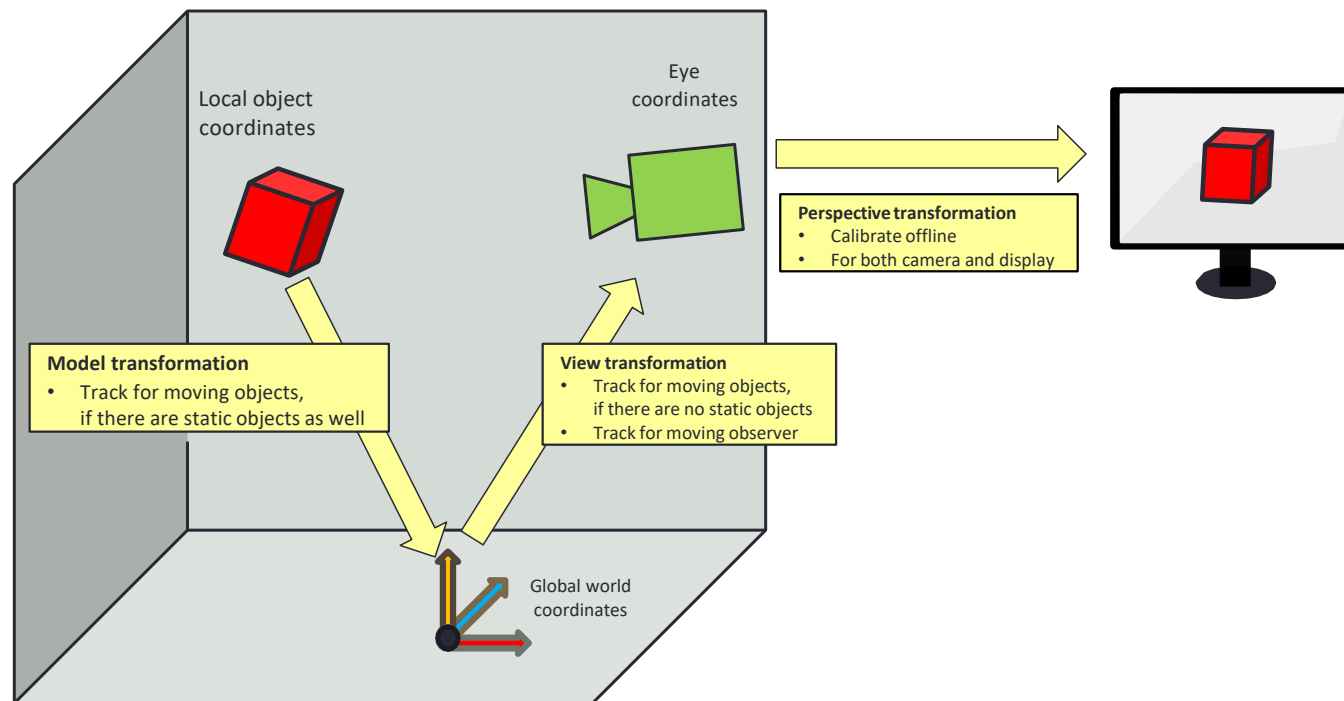 Local object
coordinates
Eye
coordinates
Perspective transformation
• Calibrate offline
• For both camera and display
Model transformation
• Track for moving objects,
if there are static objects as well
View transformation
• Track for moving objects,
if there are no static objects
• Track for moving observer
Global world
coordinates